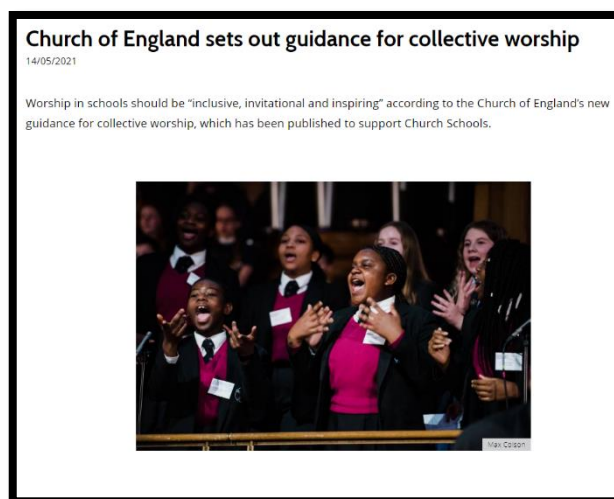 Church of England sets out guidance for collective worship
14/05/2021
Worship in schools should be “inclusive, invitational and inspiring” according to the Church of England's new
guidance for collective worship, which has been published to support Church Schools.
Max Colson